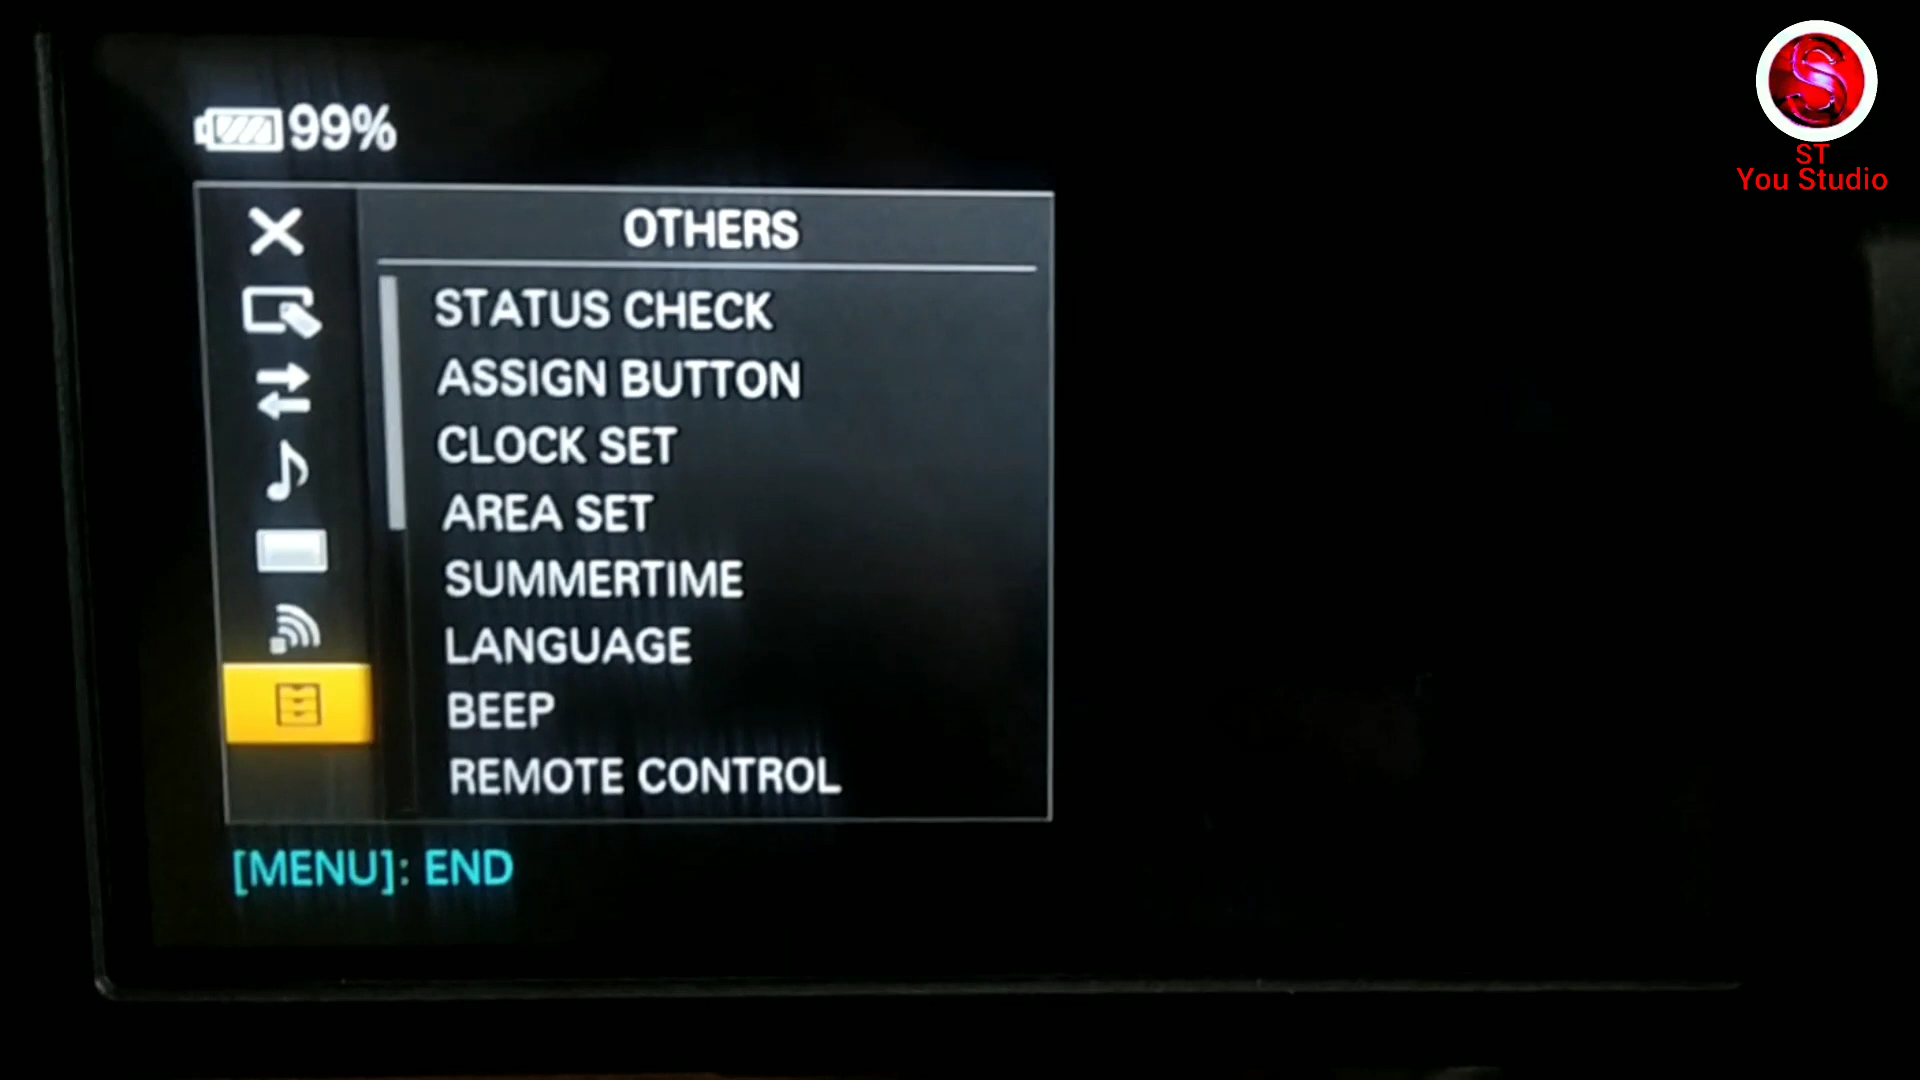 99%
OTHERS
STATUS CHECK
ASSIGN BUTTON
CLOCK SET
AREA SET
SUMMERTIME
LANGUAGE
BEEP
REMOTE CONTROL
[MENU]: END
S
ST
You Studio